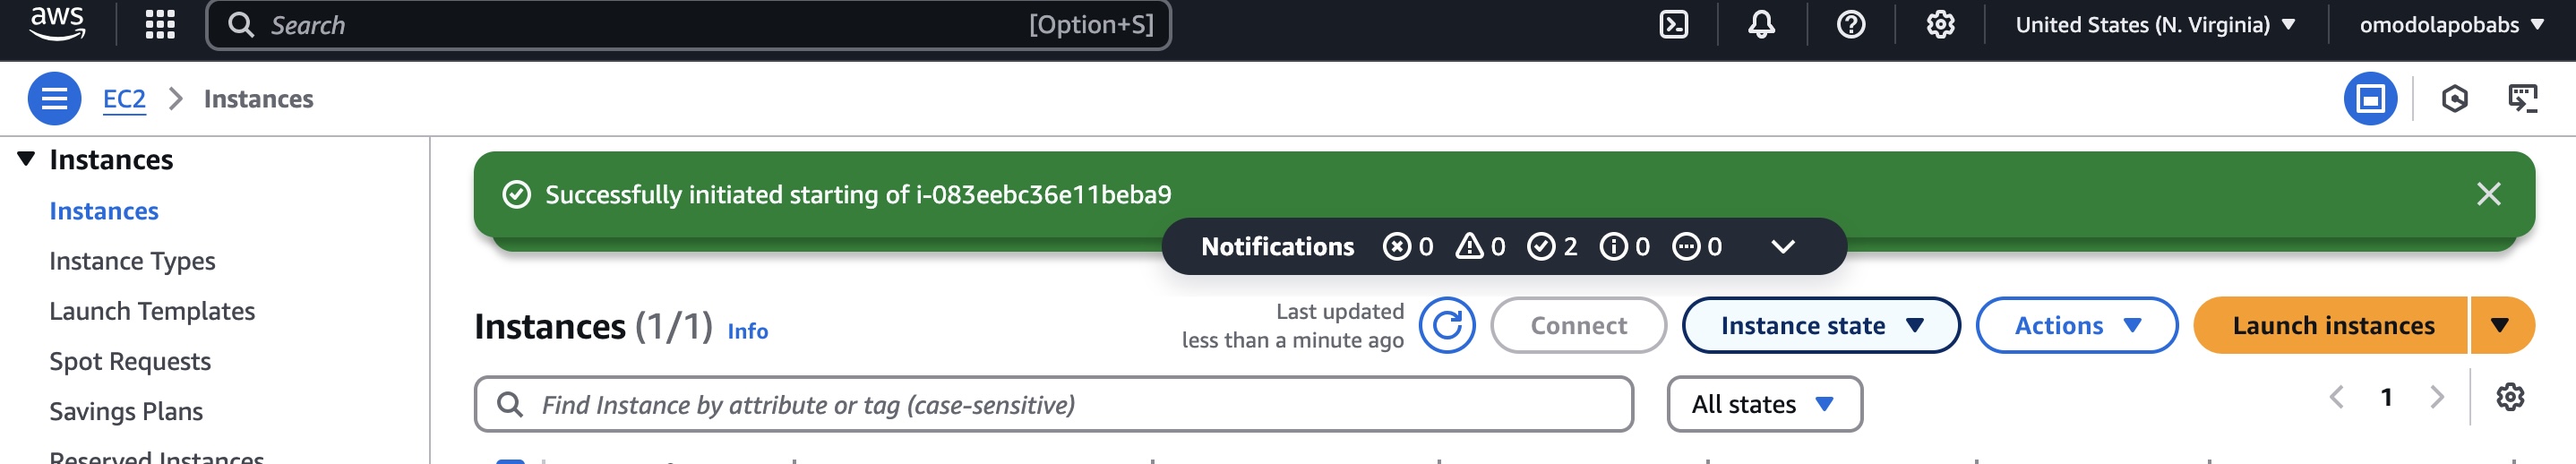 aws
Search [Option+S]
United States (N. Virginia)
omodolapobabs
EC2 > Instances
Instances
Instances
Instance Types
Launch Templates
Spot Requests
Savings Plans
Reserved Instances
Successfully initiated starting of i-083eebc36e11beba9
Notifications 0 0 2 0 0
Instances (1/1) Info
Last updated
less than a minute ago
Connect
Instance state
Actions
Launch instances
Find Instance by attribute or tag (case-sensitive)
All states
1